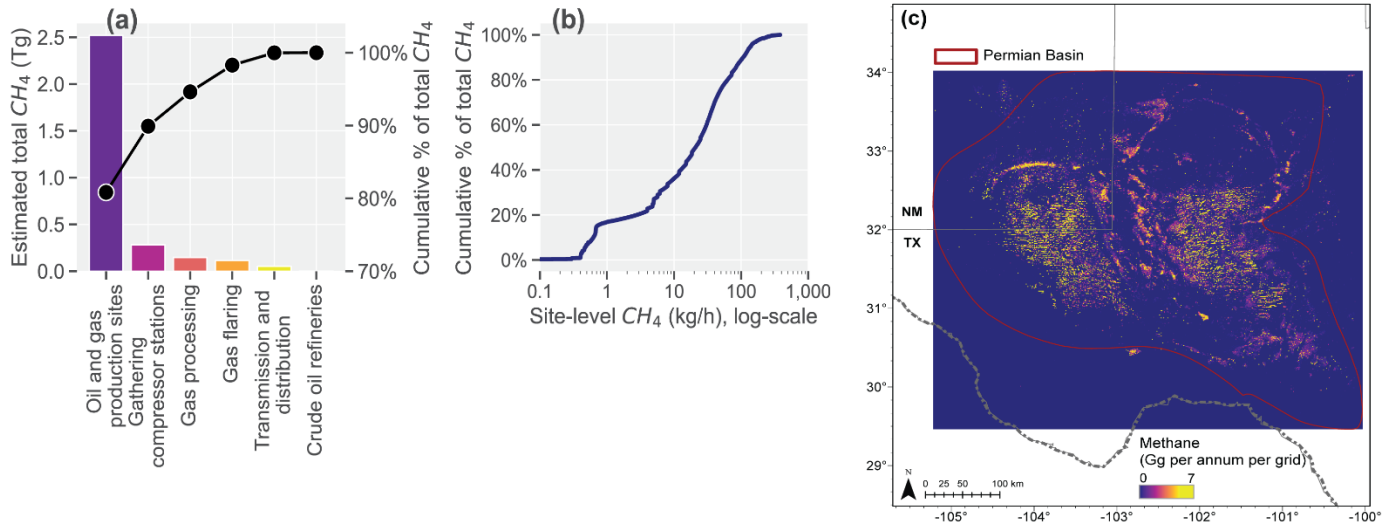 (a)
Estimated total CH4 (Tg)
2.5
2.0
1.5
1.0
0.5
0.0
100%
90%
80%
70%
Cumulative % of total CH4
Oil and gas
production sites
Gathering
compressor stations
Gas processing
Gas flaring
Transmission and
distribution
Crude oil refineries
(b)
Cumulative % of total CH4
100%
80%
60%
40%
20%
0%
0.1 1 10 100 1,000
Site-level CH4 (kg/h), log-scale
(c)
Permian Basin
34°
33°
32°
31°
30°
29°
NM
TX
Methane
(Gg per annum per grid)
0 7
N
0 25 50 100 km
-105° -104° -103° -102° -101° -100°